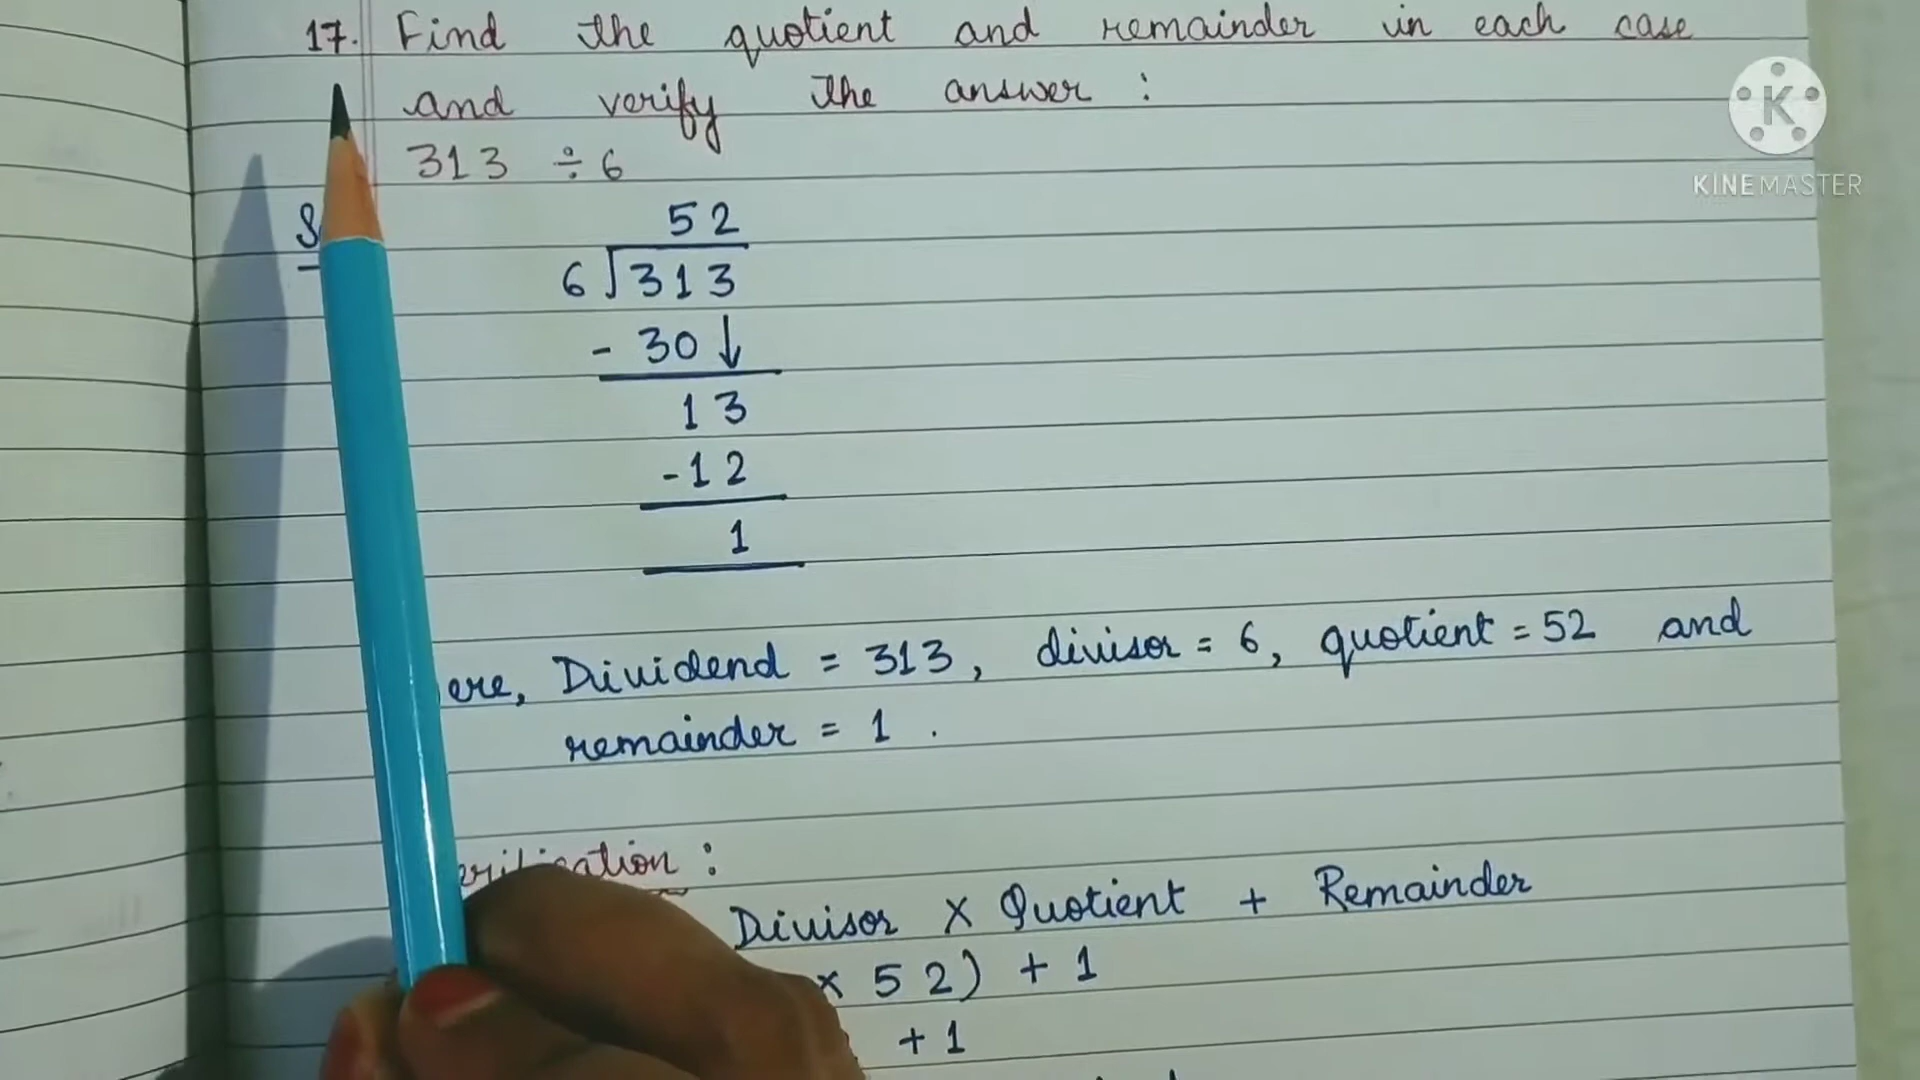 17. Find the quotient and remainder in each case
and verify the answer :
313 ÷ 6
52
6 313
- 30 ↓
13
-12
1
ere, Dividend = 313, divisor = 6, quotient = 52 and
remainder = 1 .
Divisor X Quotient + Remainder
x 52) + 1
+ 1
K
KINEMASTER